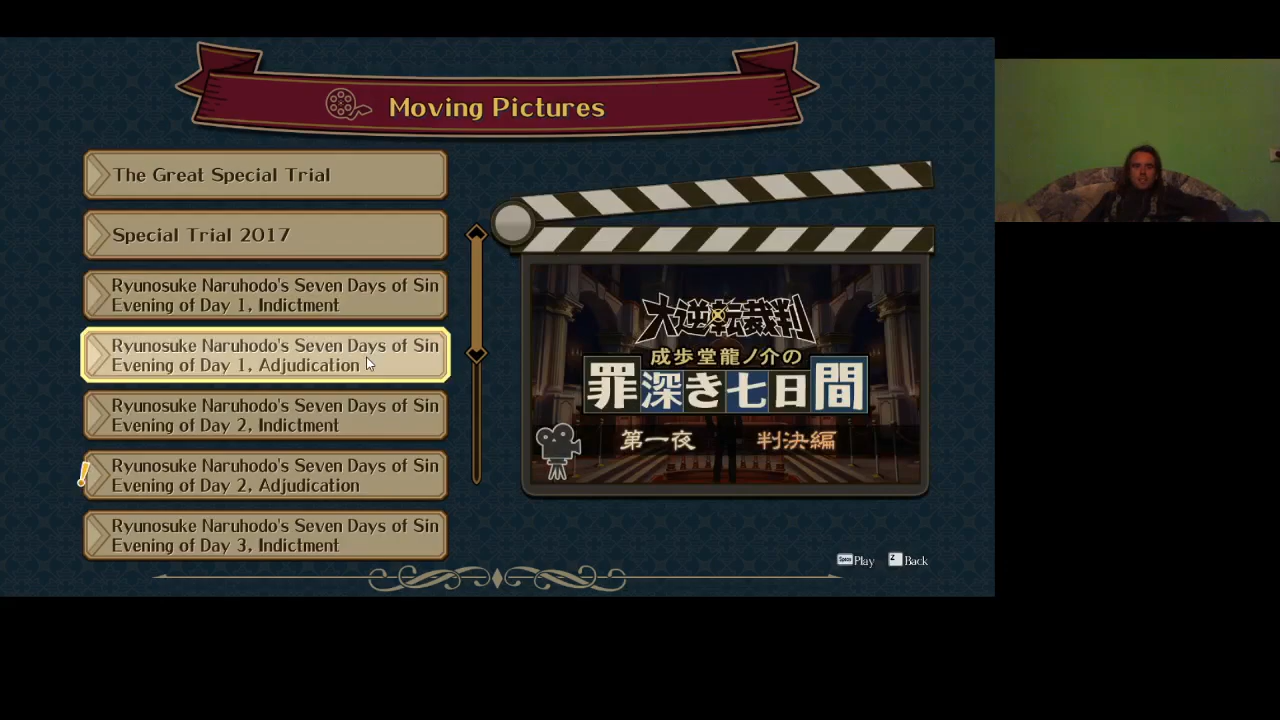 Moving Pictures
The Great Special Trial
Special Trial 2017
Ryunosuke Naruhodo's Seven Days of Sin
Evening of Day 1, Indictment
Ryunosuke Naruhodo's Seven Days of Sin
Evening of Day 1, Adjudication
Ryunosuke Naruhodo's Seven Days of Sin
Evening of Day 2, Indictment
Ryunosuke Naruhodo's Seven Days of Sin
Evening of Day 2, Adjudication
Ryunosuke Naruhodo's Seven Days of Sin
Evening of Day 3, Indictment
大逆転裁判
成歩堂龍ノ介の
罪深き七日間
第一夜 判決編
Space Play Z Back